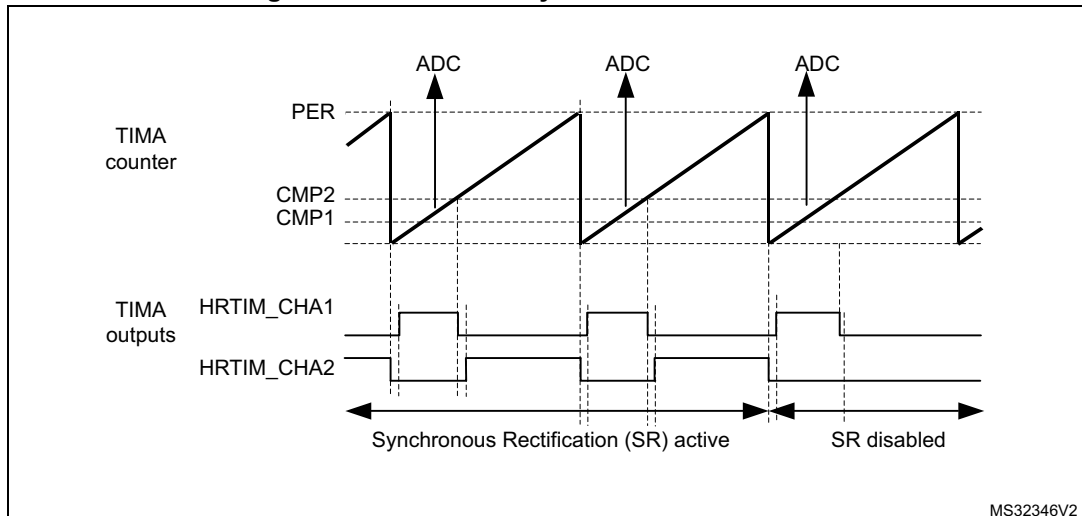 ADC ADC ADC
PER
TIMA
counter
CMP2
CMP1
TIMA
outputs
HRTIM_CHA1
HRTIM_CHA2
Synchronous Rectification (SR) active SR disabled
MS32346V2